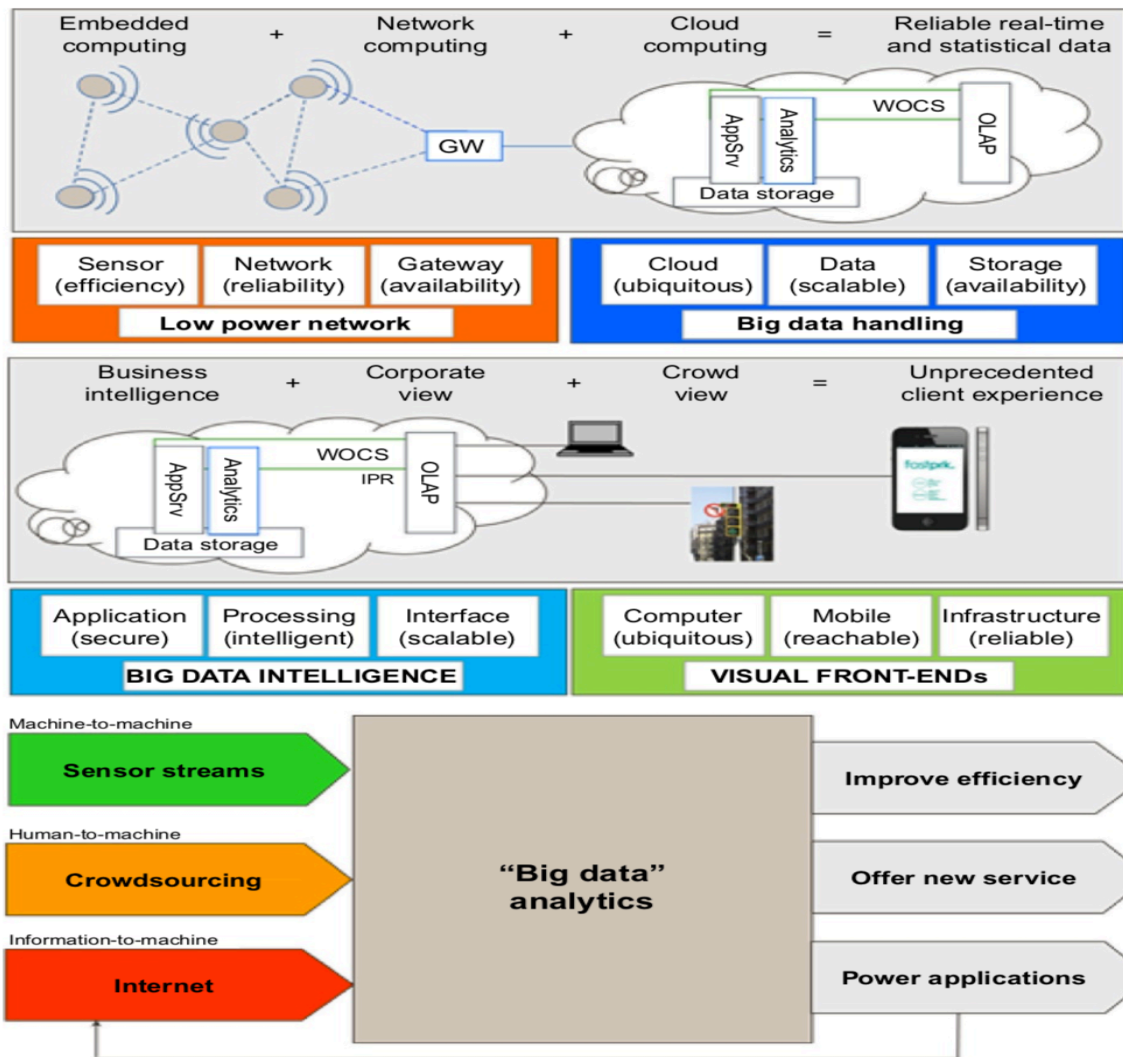 Embedded
computing
+
Network
computing
+
Cloud
computing
=
Reliable real-time
and statistical data
GW
AppSrv
Analytics
WOCS
OLAP
Data storage
Sensor
(efficiency)
Network
(reliability)
Gateway
(availability)
Low power network
Cloud
(ubiquitous)
Data
(scalable)
Storage
(availability)
Big data handling
Business
intelligence
+
Corporate
view
+
Crowd
view
=
Unprecedented
client experience
AppSrv
Analytics
WOCS
IPR
OLAP
Data storage
fastprk.
Application
(secure)
Processing
(intelligent)
Interface
(scalable)
BIG DATA INTELLIGENCE
Computer
(ubiquitous)
Mobile
(reachable)
Infrastructure
(reliable)
VISUAL FRONT-ENDs
Machine-to-machine
Sensor streams
Human-to-machine
Crowdsourcing
Information-to-machine
Internet
“Big data”
analytics
Improve efficiency
Offer new service
Power applications